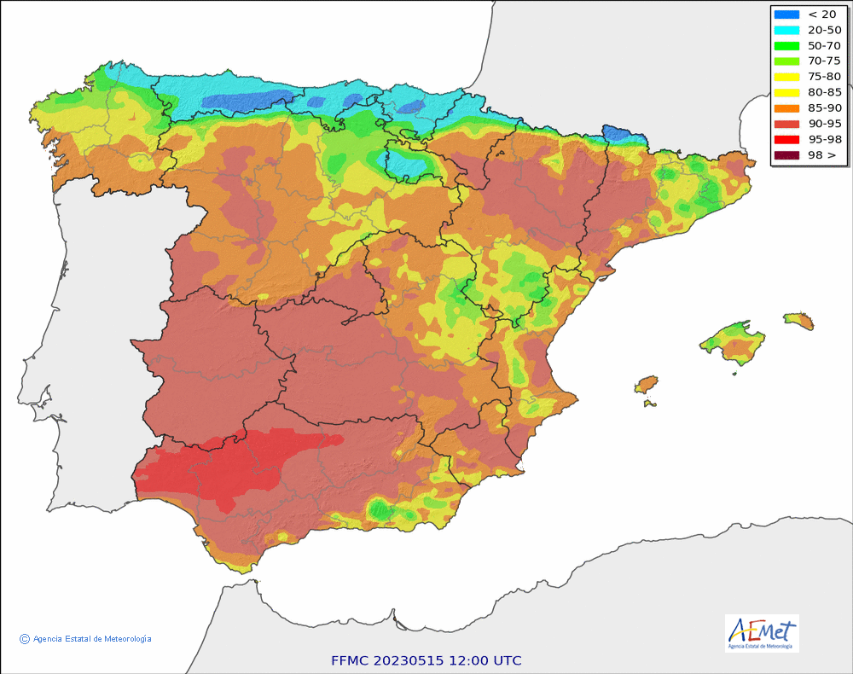 < 20
20-50
50-70
70-75
75-80
80-85
85-90
90-95
95-98
98 >
© Agencia Estatal de Meteorología
AEMet
Agencia Estatal de Meteorología
FFMC 20230515 12:00 UTC